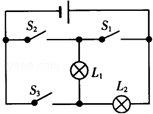 S₂ S₁
L₁
S₃ L₂